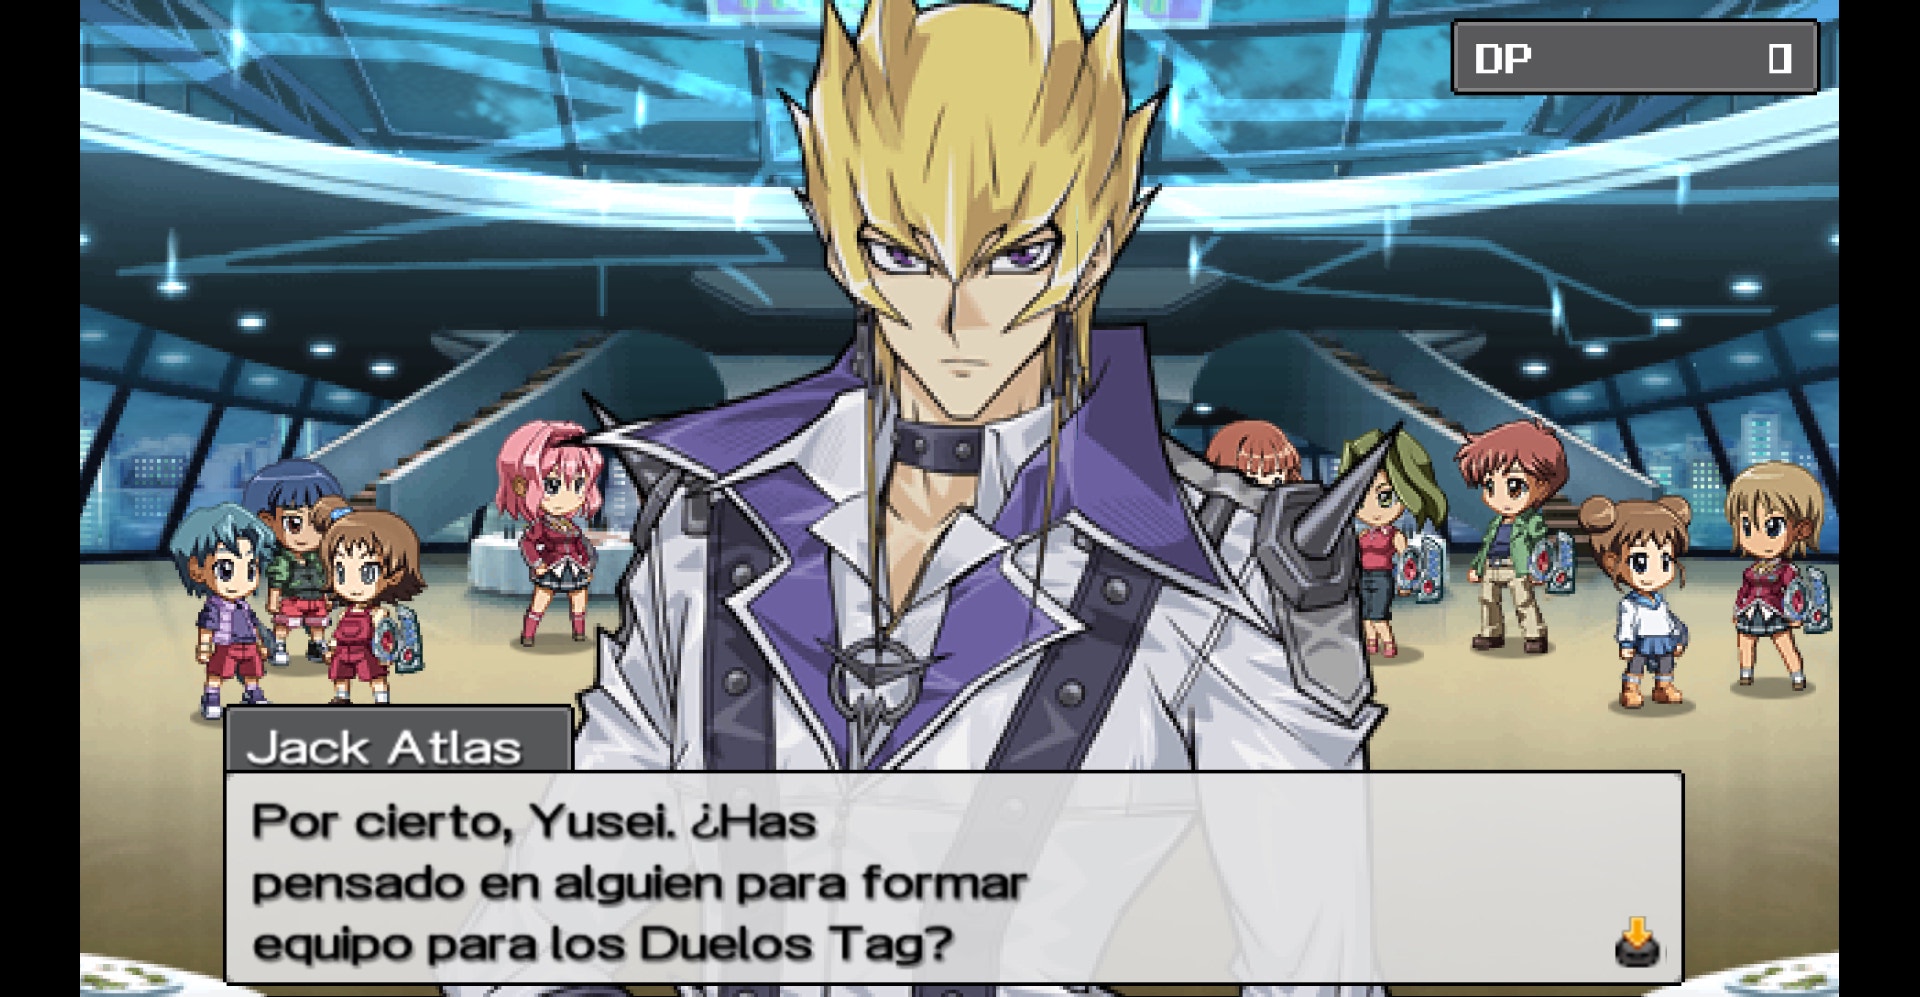 DP 0
Jack Atlas
Por cierto, Yusei. ¿Has
pensado en alguien para formar
equipo para los Duelos Tag?